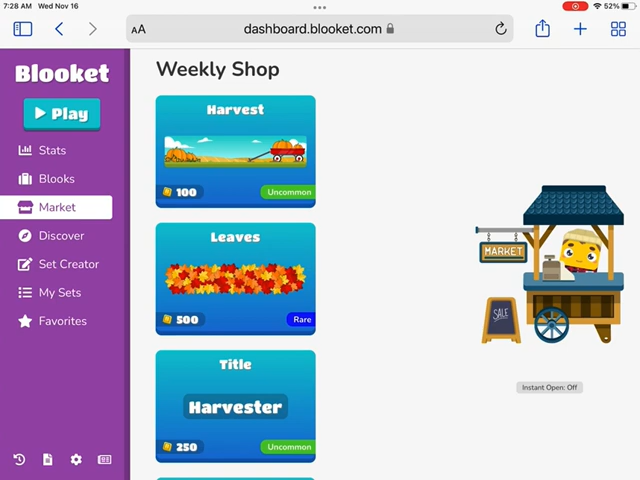 7:28 AM Wed Nov 16
52%
AA
dashboard.blooket.com
Blooket
Play
Stats
Blooks
Market
Discover
Set Creator
My Sets
Favorites
Weekly Shop
Harvest
100
Uncommon
Leaves
500
Rare
Title
Harvester
250
Uncommon
MARKET
SALE
Instant Open: Off